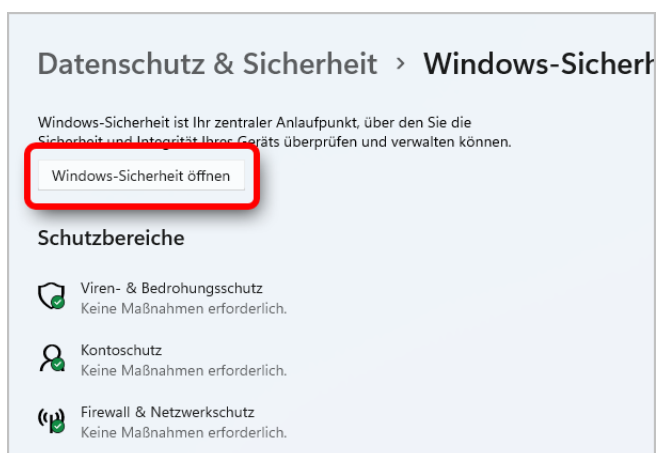 Datenschutz & Sicherheit > Windows-Sicherh
Windows-Sicherheit ist Ihr zentraler Anlaufpunkt, über den Sie die
Sicherheit und Integrität Ihres Geräts überprüfen und verwalten können.
Windows-Sicherheit öffnen
Schutzbereiche
Viren- & Bedrohungsschutz
Keine Maßnahmen erforderlich.
Kontoschutz
Keine Maßnahmen erforderlich.
Firewall & Netzwerkschutz
Keine Maßnahmen erforderlich.